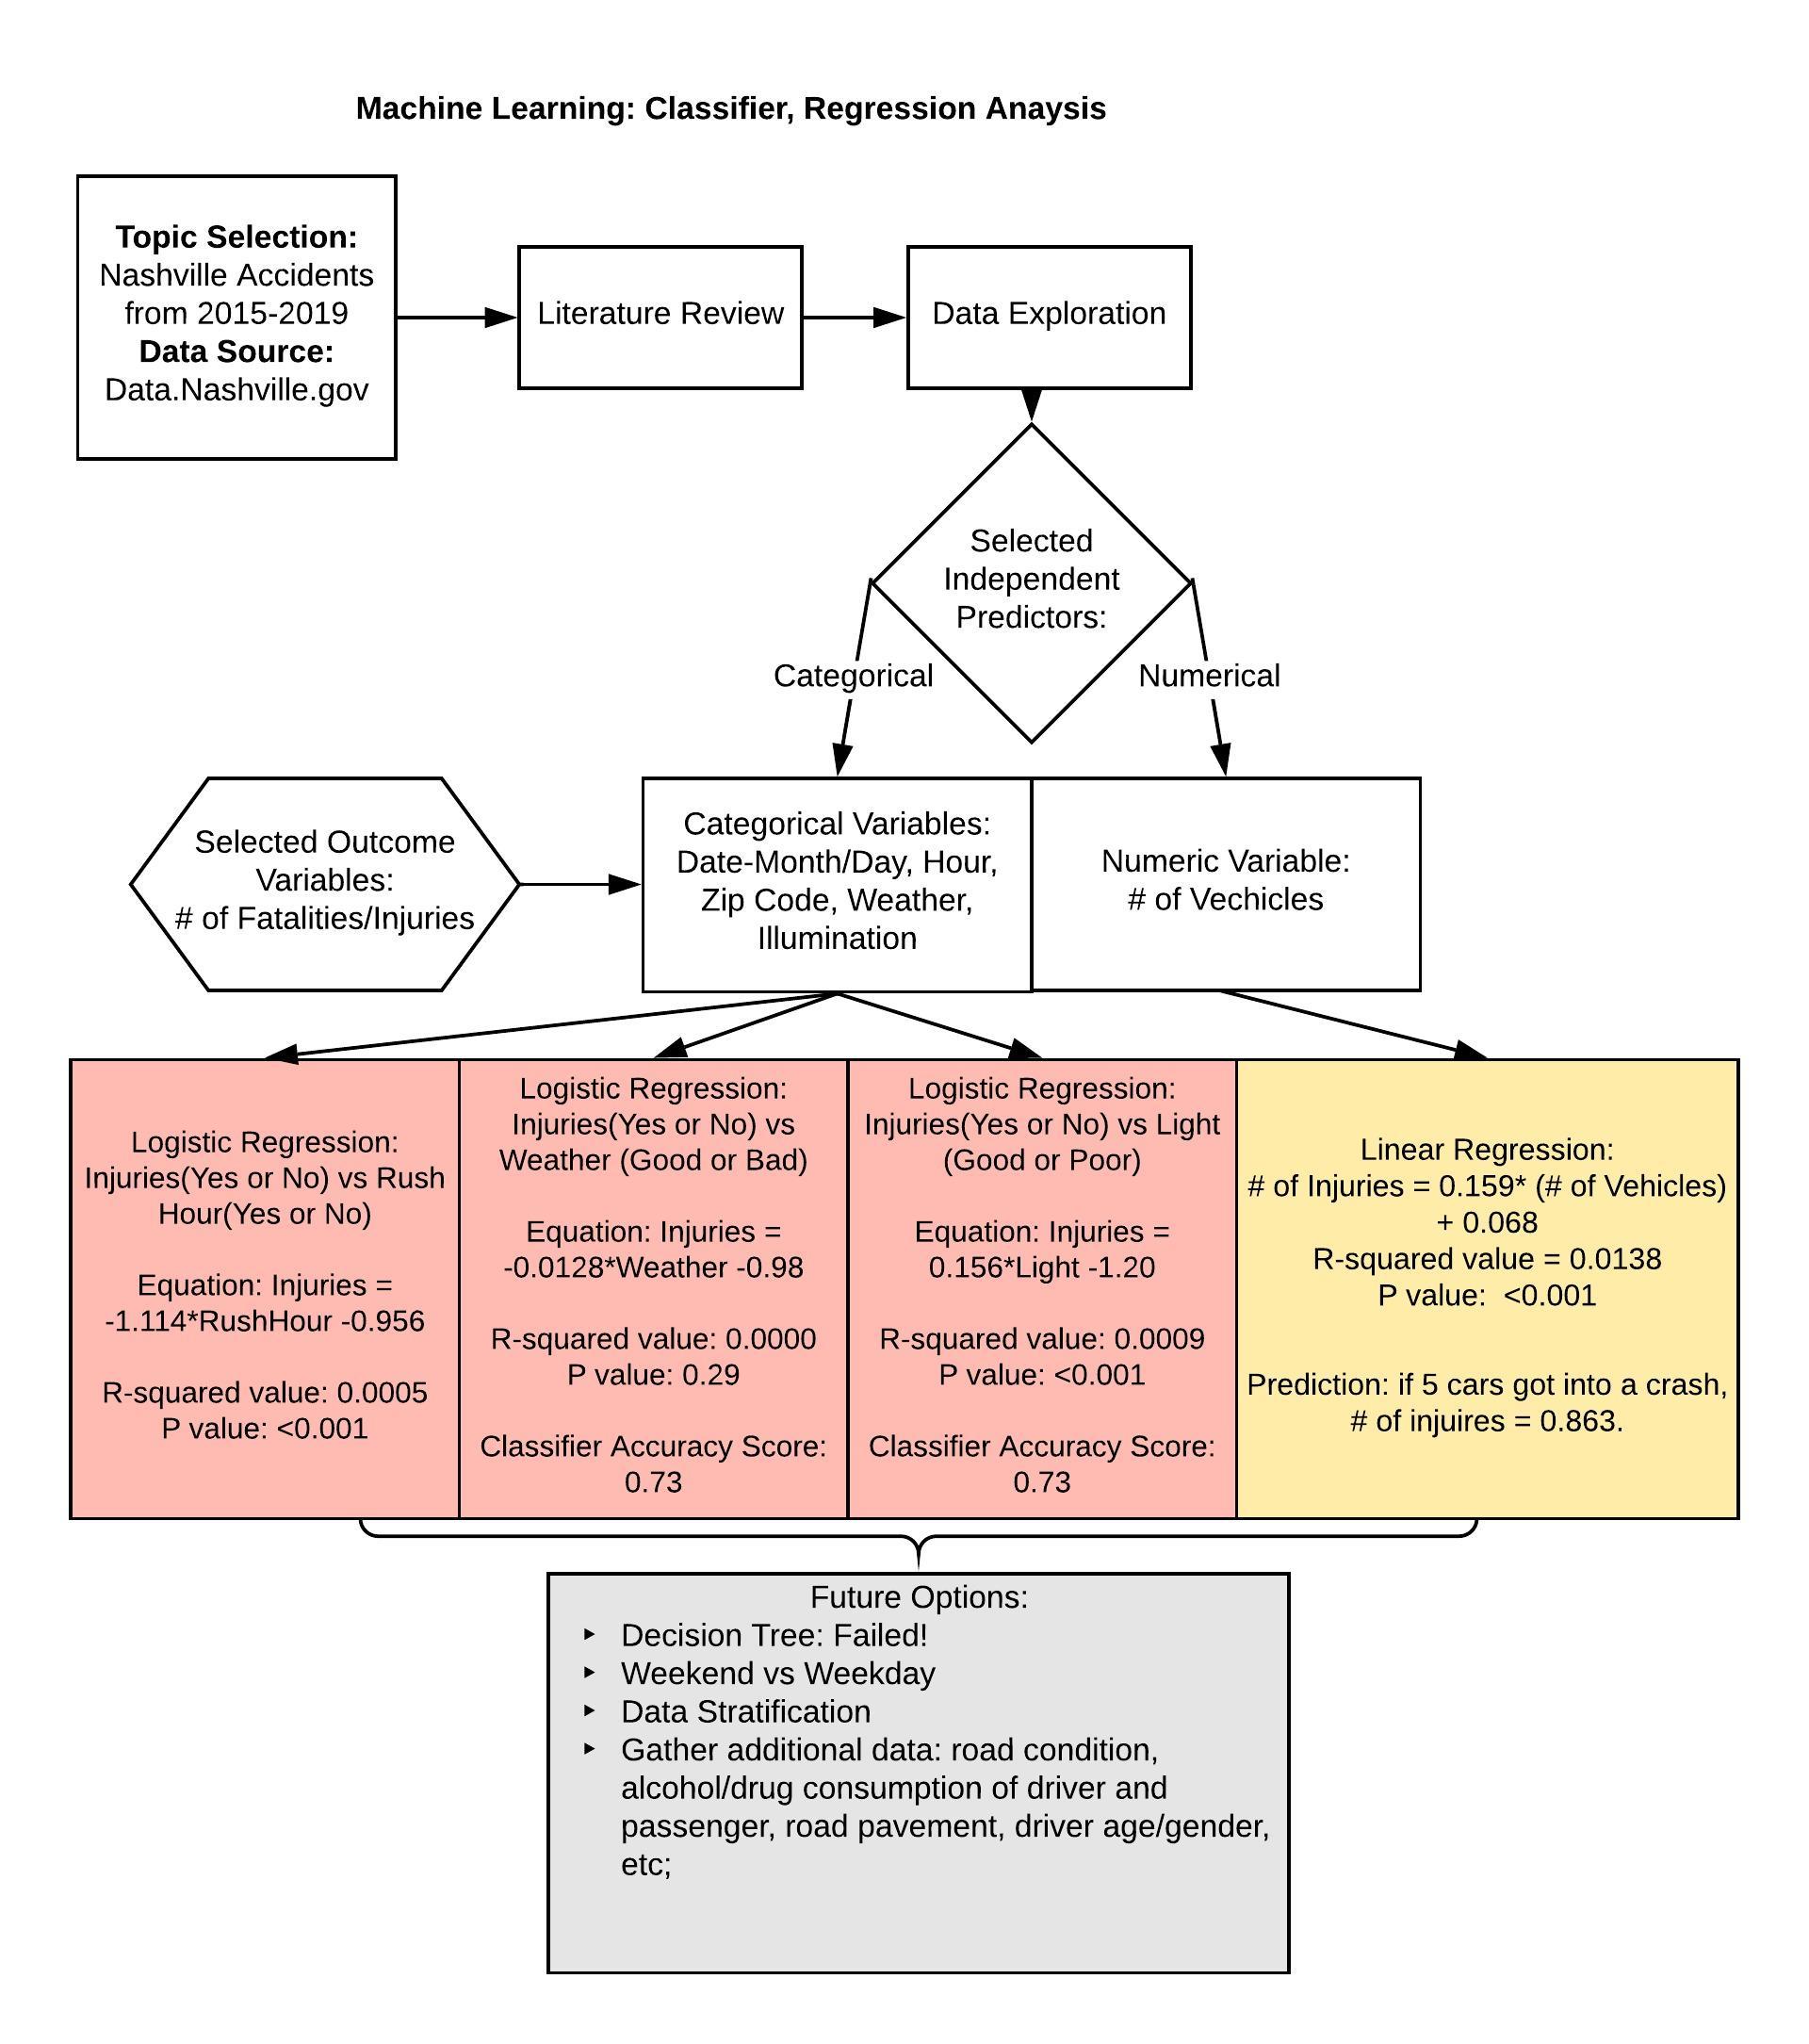 Machine Learning: Classifier, Regression Anaysis
Topic Selection:
Nashville Accidents
from 2015-2019
Data Source:
Data.Nashville.gov
Literature Review
Data Exploration
Selected
Independent
Predictors:
Categorical
Numerical
Selected Outcome
Variables:
# of Fatalities/Injuries
Categorical Variables:
Date-Month/Day, Hour,
Zip Code, Weather,
Illumination
Numeric Variable:
# of Vechicles
Logistic Regression:
Injuries(Yes or No) vs Rush
Hour(Yes or No)
Equation: Injuries =
-1.114*RushHour -0.956
R-squared value: 0.0005
P value: <0.001
Logistic Regression:
Injuries(Yes or No) vs
Weather (Good or Bad)
Equation: Injuries =
-0.0128*Weather -0.98
R-squared value: 0.0000
P value: 0.29
Classifier Accuracy Score:
0.73
Logistic Regression:
Injuries(Yes or No) vs Light
(Good or Poor)
Equation: Injuries =
0.156*Light -1.20
R-squared value: 0.0009
P value: <0.001
Classifier Accuracy Score:
0.73
Linear Regression:
# of Injuries = 0.159* (# of Vehicles)
+ 0.068
R-squared value = 0.0138
P value:  <0.001
Prediction: if 5 cars got into a crash,
# of injuires = 0.863.
Future Options:
‣ Decision Tree: Failed!
‣ Weekend vs Weekday
‣ Data Stratification
‣ Gather additional data: road condition,
alcohol/drug consumption of driver and
passenger, road pavement, driver age/gender,
etc;